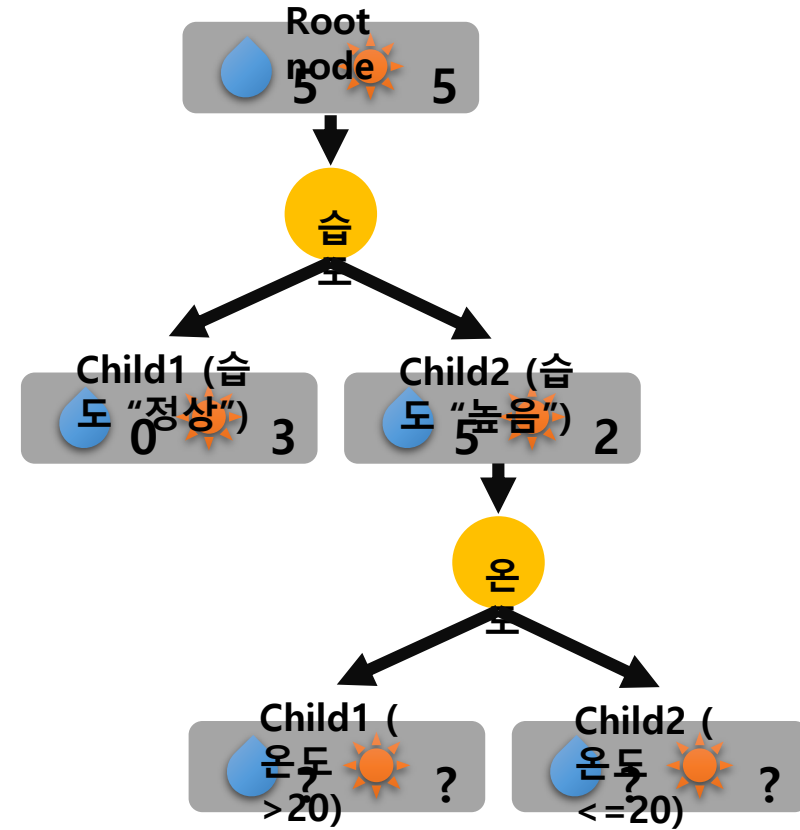 Root
node
5 5
습
도
Child1 (습
도 “정상”)
0 3
Child2 (습
도 “높음”)
5 2
온
도
Child1 (
온도
>20)
? ?
Child2 (
온도
<=20)
? ?